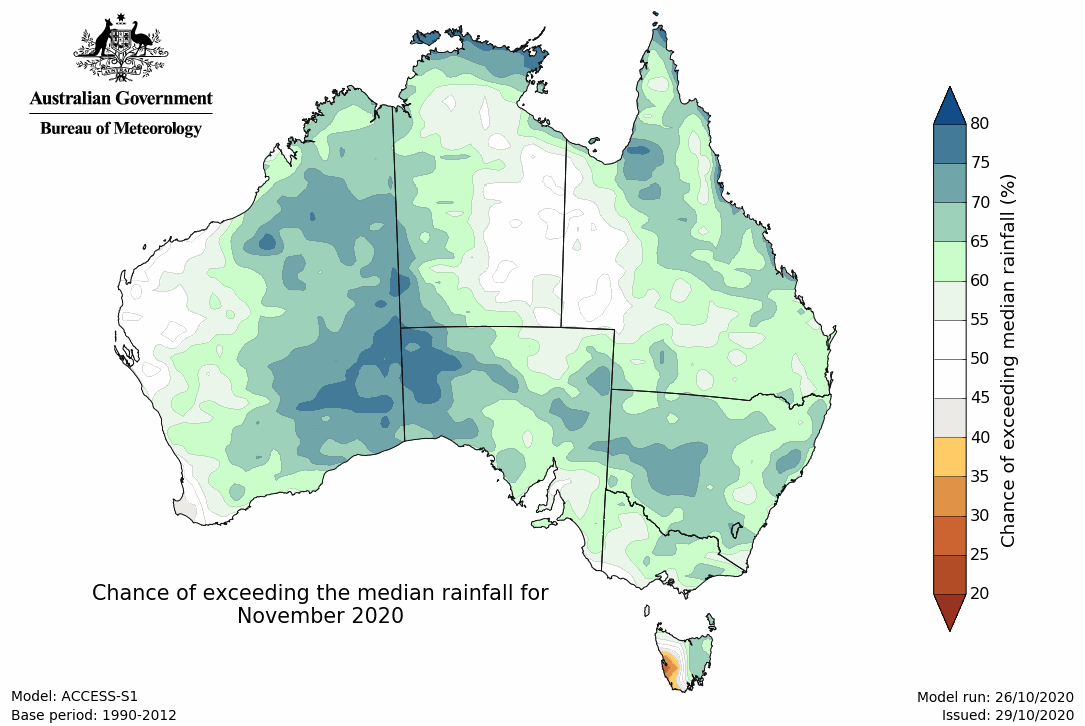 AUSTRALIA
Australian Government
Bureau of Meteorology
80
75
70
65
60
55
50
45
40
35
30
25
20
Chance of exceeding median rainfall (%)
Chance of exceeding the median rainfall for
November 2020
Model: ACCESS-S1
Base period: 1990-2012
Model run: 26/10/2020
Issued: 29/10/2020